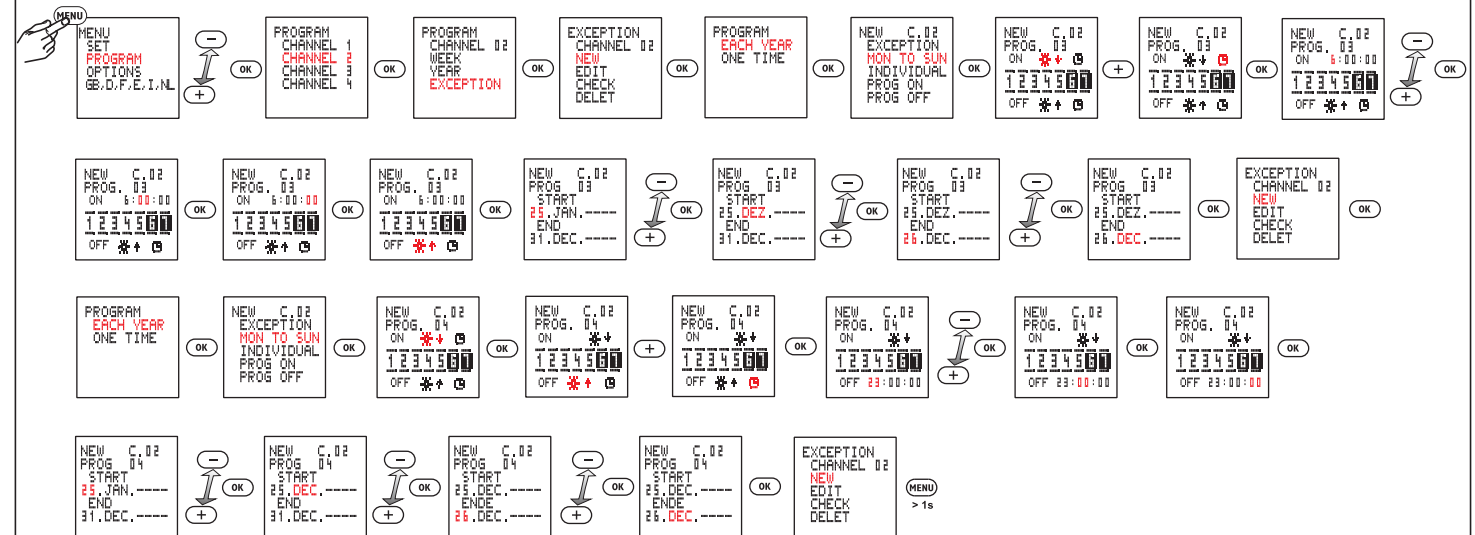 MENU
MENU
SET
PROGRAM
OPTIONS
GB,D,F,E,I,NL
−
+
OK
PROGRAM
CHANNEL 1
CHANNEL 2
CHANNEL 3
CHANNEL 4
OK
PROGRAM
CHANNEL 02
WEEK
YEAR
EXCEPTION
OK
EXCEPTION
CHANNEL 02
NEW
EDIT
CHECK
DELET
OK
PROGRAM
EACH YEAR
ONE TIME
OK
NEW C.02
EXCEPTION
MON TO SUN
INDIVIDUAL
PROG ON
PROG OFF
OK
NEW C.02
PROG. 03
ON
1234567
OFF
+
NEW C.02
PROG. 03
ON
1234567
OFF
OK
NEW C.02
PROG. 03
ON 6:00:00
1234567
OFF
−
+
OK
NEW C.02
PROG. 03
ON 6:00:00
1234567
OFF
OK
NEW C.02
PROG. 03
ON 6:00:00
1234567
OFF
OK
NEW C.02
PROG. 03
ON 6:00:00
1234567
OFF
OK
NEW C.02
PROG 03
START
25.JAN.----
END
31.DEC.----
−
+
OK
NEW C.02
PROG 03
START
25.DEZ.----
END
31.DEC.----
−
+
OK
NEW C.02
PROG 03
START
25.DEZ.----
END
26.DEC.----
−
+
OK
NEW C.02
PROG 03
START
25.DEZ.----
END
26.DEC.----
OK
EXCEPTION
CHANNEL 02
NEW
EDIT
CHECK
DELET
OK
PROGRAM
EACH YEAR
ONE TIME
OK
NEW C.02
EXCEPTION
MON TO SUN
INDIVIDUAL
PROG ON
PROG OFF
OK
NEW C.02
PROG. 04
ON
1234567
OFF
OK
NEW C.02
PROG. 04
ON
1234567
OFF
+
NEW C.02
PROG. 04
ON
1234567
OFF
OK
NEW C.02
PROG. 04
ON
1234567
OFF 23:00:00
−
+
OK
NEW C.02
PROG. 04
ON
1234567
OFF 23:00:00
OK
NEW C.02
PROG. 04
ON
1234567
OFF 23:00:00
OK
NEW C.02
PROG 04
START
25.JAN.----
END
31.DEC.----
−
+
OK
NEW C.02
PROG 04
START
25.DEC.----
END
31.DEC.----
−
+
OK
NEW C.02
PROG 04
START
25.DEC.----
ENDE
26.DEC.----
−
+
OK
NEW C.02
PROG 04
START
25.DEC.----
ENDE
26.DEC.----
OK
EXCEPTION
CHANNEL 02
NEW
EDIT
CHECK
DELET
MENU
> 1s